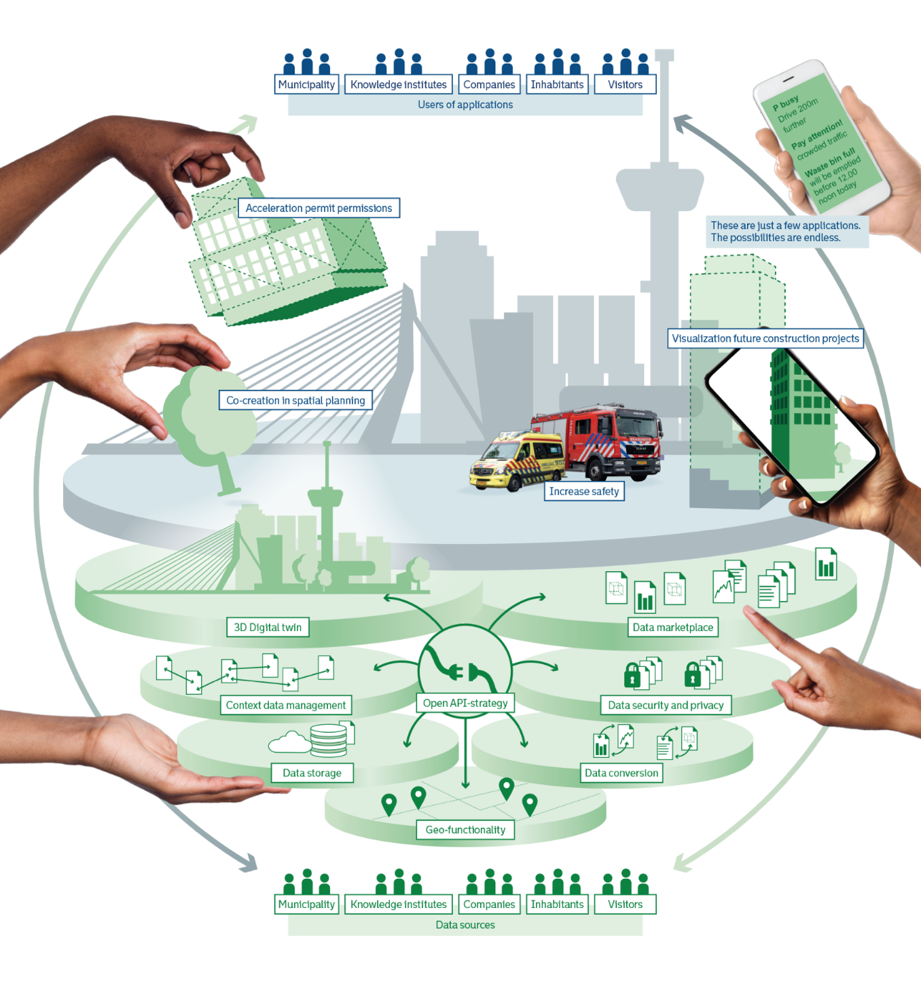 Municipality
Knowledge institutes
Companies
Inhabitants
Visitors
Users of applications
P busy
Drive 200m
further
Pay attention!
crowded traffic
Waste bin full
will be emptied
before 12.00
noon today
Acceleration permit permissions
These are just a few applications.
The possibilities are endless.
Visualization future construction projects
Co-creation in spatial planning
Increase safety
3D Digital twin
Data marketplace
Context data management
Open API-strategy
Data security and privacy
Data storage
Data conversion
Geo-functionality
Municipality
Knowledge institutes
Companies
Inhabitants
Visitors
Data sources